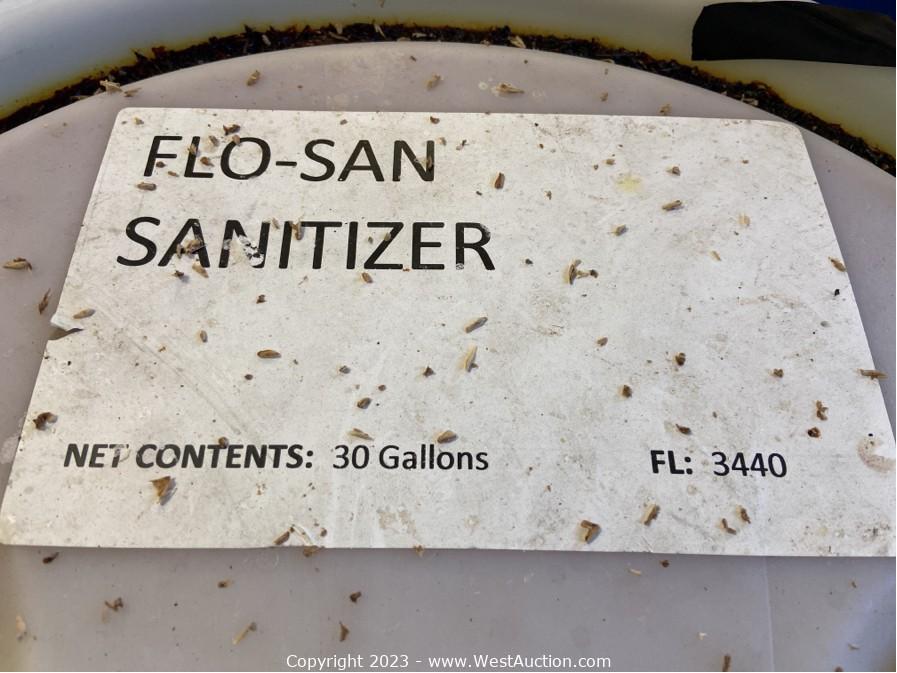 FLO-SAN
SANITIZER
NET CONTENTS: 30 Gallons FL: 3440
Copyright 2023 - www.WestAuction.com